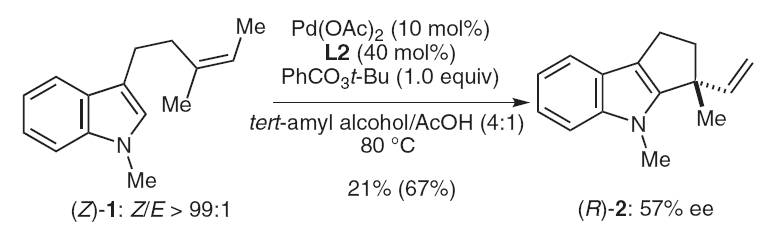 Me
Me
N
Me
(Z)-1: Z/E > 99:1
Pd(OAc)₂ (10 mol%)
L2 (40 mol%)
PhCO₃t-Bu (1.0 equiv)
tert-amyl alcohol/AcOH (4:1)
80 °C
21% (67%)
Me
N
Me
(R)-2: 57% ee